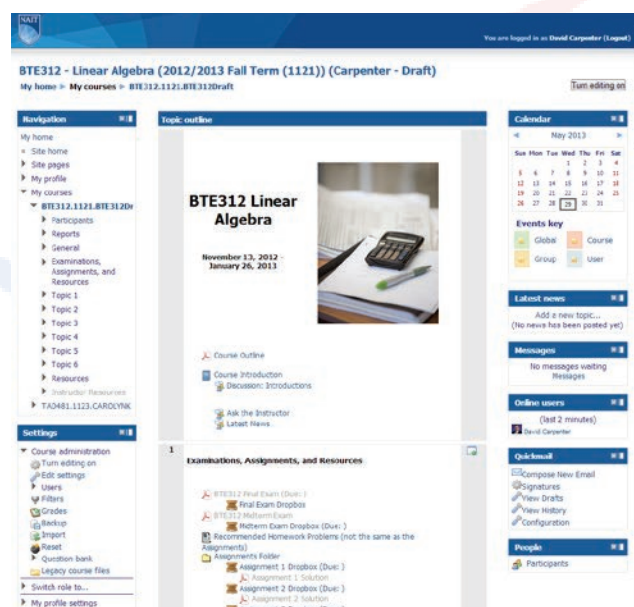 NAIT
You are logged in as David Carpenter (Logout)
BTE312 - Linear Algebra (2012/2013 Fall Term (1121)) (Carpenter - Draft)
My home ► My courses ► BTE312.1121.BTE312Draft
Turn editing on
Navigation
My home
Site home
Site pages
My profile
My courses
BTE312.1121.BTE312Dr
Participants
Reports
General
Examinations,
Assignments, and
Resources
Topic 1
Topic 2
Topic 3
Topic 4
Topic 5
Topic 6
Resources
Instructor Resources
TA3481.1123.CAROLYNK
Settings
Course administration
Turn editing on
Edit settings
Users
Filters
Grades
Backup
Import
Reset
Question bank
Legacy course files
Switch role to...
My profile settings
Topic outline
BTE312 Linear
Algebra
November 13, 2012 -
January 26, 2013
Course Outline
Course Introduction
Discussion: Introductions
Ask the Instructor
Latest News
1
Examinations, Assignments, and Resources
BTE312 Final Exam (Due: )
Final Exam Dropbox
BTE312 Midterm Exam
Midterm Exam Dropbox (Due: )
Recommended Homework Problems (not the same as the
Assignments)
Assignments Folder
Assignment 1 Dropbox (Due: )
Assignment 1 Solution
Assignment 2 Dropbox (Due: )
Assignment 2 Solution
Calendar
May 2013
Sun Mon Tue Wed Thu Fri Sat
1 2 3 4
5 6 7 8 9 10 11
12 13 14 15 16 17 18
19 20 21 22 23 24 25
26 27 28 29 30 31
Events key
Global Course
Group User
Latest news
Add a new topic...
(No news has been posted yet)
Messages
No messages waiting
Messages
Online users
(last 2 minutes)
David Carpenter
Quickmail
Compose New Email
Signatures
View Drafts
View History
Configuration
People
Participants